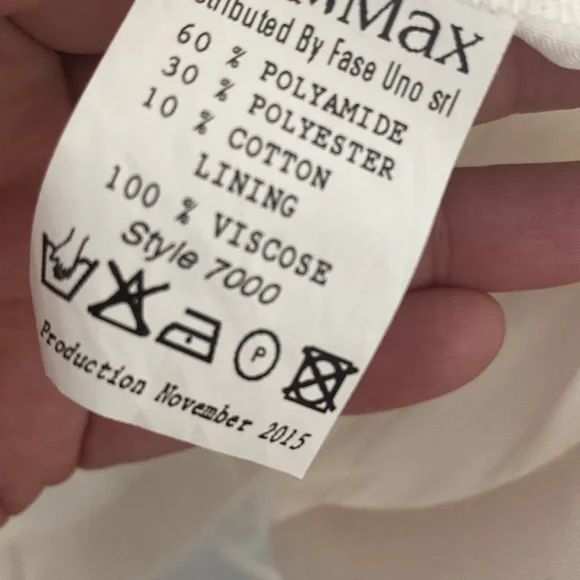 Max
Distributed By Fase Uno srl
60 % POLYAMIDE
30 % POLYESTER
10 % COTTON
LINING
100 % VISCOSE
Style 7000
P
Production November 2015